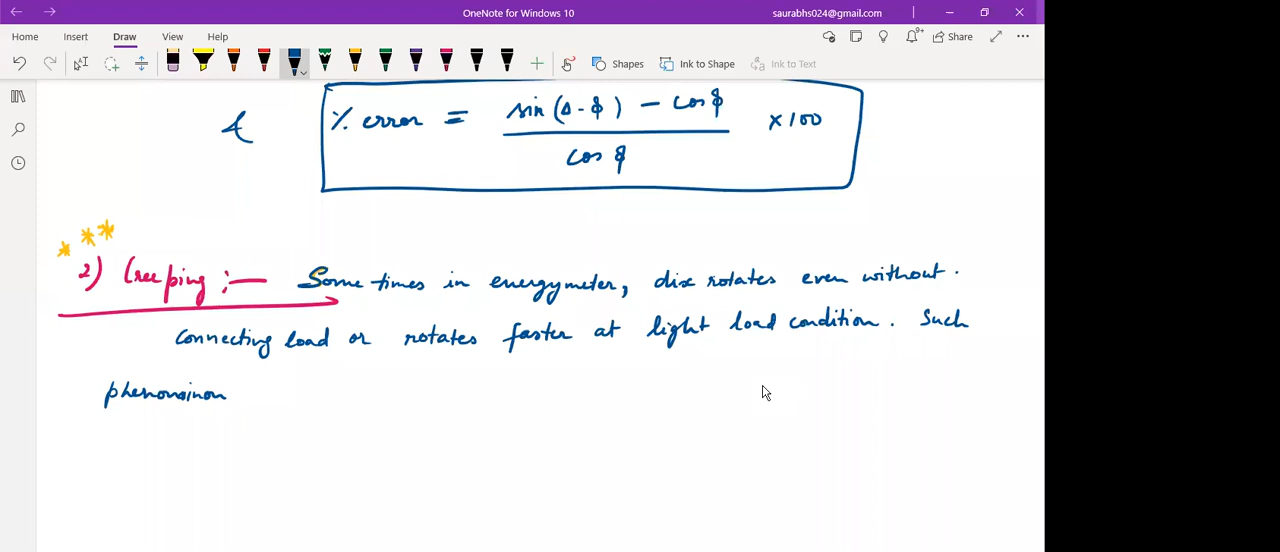 OneNote for Windows 10
saurabhs024@gmail.com
Home Insert Draw View Help
9+ Share
Shapes Ink to Shape Ink to Text
& % error = sin (Δ - φ) - cos φ / cos φ × 100
*** 2) Creeping :— Some times in energymeter, disc rotates even without
connecting load or rotates faster at light load condition. Such
phenomainon